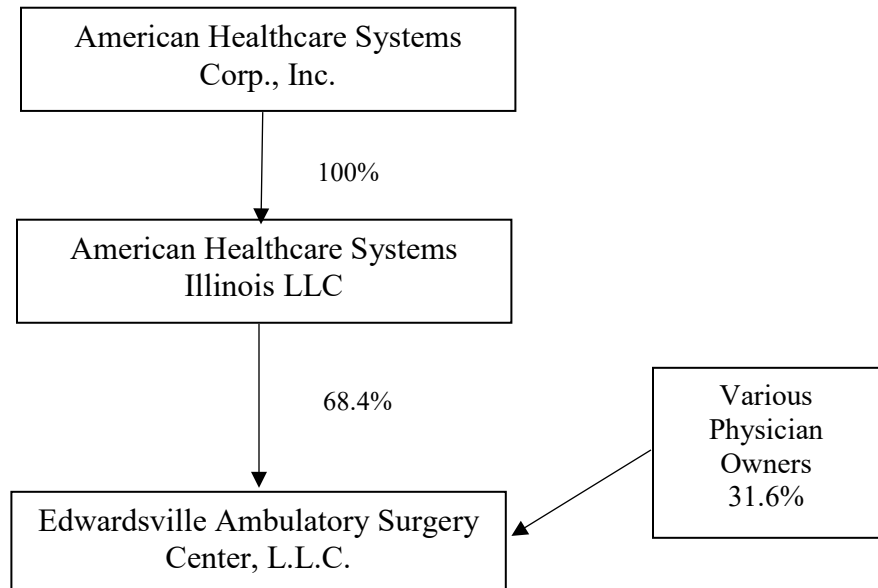 American Healthcare Systems
Corp., Inc.
100%
American Healthcare Systems
Illinois LLC
68.4%
Various
Physician
Owners
31.6%
Edwardsville Ambulatory Surgery
Center, L.L.C.